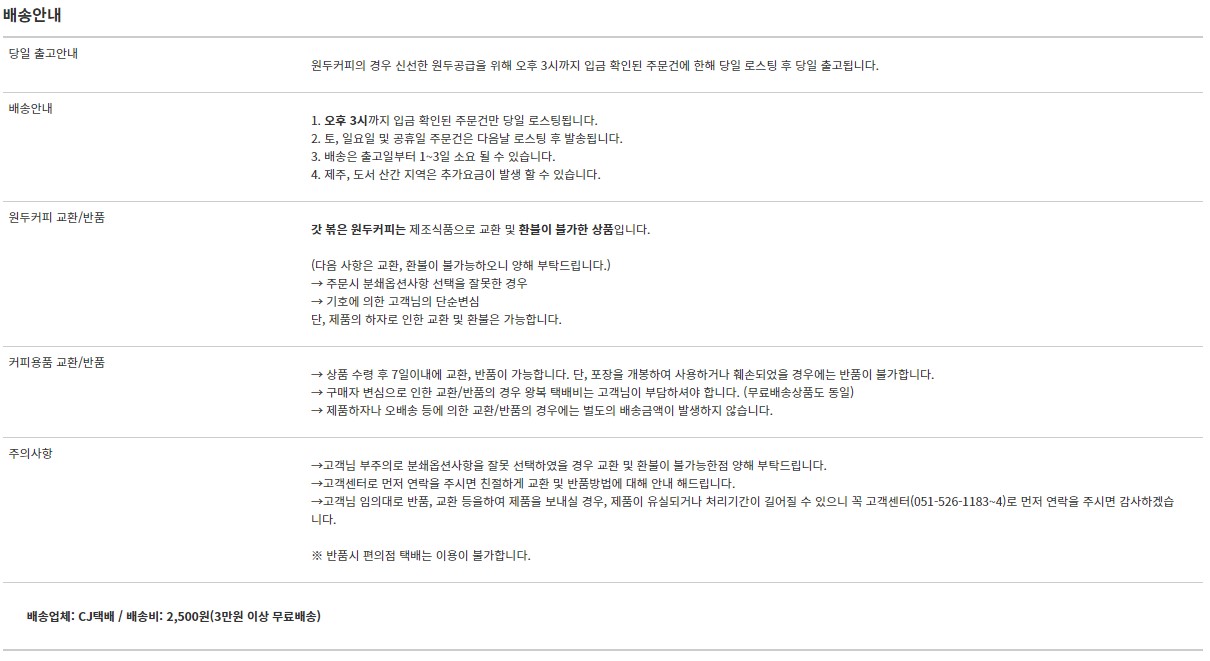 배송안내
당일 출고안내
원두커피의 경우 신선한 원두공급을 위해 오후 3시까지 입금 확인된 주문건에 한해 당일 로스팅 후 당일 출고됩니다.
배송안내
1. 오후 3시까지 입금 확인된 주문건만 당일 로스팅됩니다.
2. 토, 일요일 및 공휴일 주문건은 다음날 로스팅 후 발송됩니다.
3. 배송은 출고일부터 1~3일 소요 될 수 있습니다.
4. 제주, 도서 산간 지역은 추가요금이 발생 할 수 있습니다.
원두커피 교환/반품
갓 볶은 원두커피는 제조식품으로 교환 및 환불이 불가한 상품입니다.
(다음 사항은 교환, 환불이 불가능하오니 양해 부탁드립니다.)
→ 주문시 분쇄옵션사항 선택을 잘못한 경우
→ 기호에 의한 고객님의 단순변심
단, 제품의 하자로 인한 교환 및 환불은 가능합니다.
커피용품 교환/반품
→ 상품 수령 후 7일이내에 교환, 반품이 가능합니다. 단, 포장을 개봉하여 사용하거나 훼손되었을 경우에는 반품이 불가합니다.
→ 구매자 변심으로 인한 교환/반품의 경우 왕복 택배비는 고객님이 부담하셔야 합니다. (무료배송상품도 동일)
→ 제품하자나 오배송 등에 의한 교환/반품의 경우에는 별도의 배송금액이 발생하지 않습니다.
주의사항
→고객님 부주의로 분쇄옵션사항을 잘못 선택하였을 경우 교환 및 환불이 불가능한점 양해 부탁드립니다.
→고객센터로 먼저 연락을 주시면 친절하게 교환 및 반품방법에 대해 안내 해드립니다.
→고객님 임의대로 반품, 교환 등을하여 제품을 보내실 경우, 제품이 유실되거나 처리기간이 길어질 수 있으니 꼭 고객센터(051-526-1183~4)로 먼저 연락을 주시면 감사하겠습
니다.
※ 반품시 편의점 택배는 이용이 불가합니다.
배송업체: CJ택배 / 배송비: 2,500원(3만원 이상 무료배송)